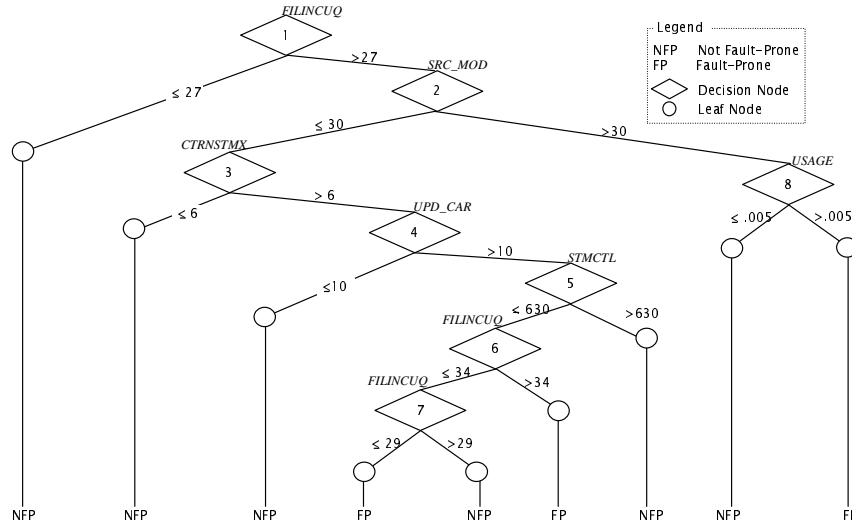 FILINCUQ
1
≤ 27
>27
SRC_MOD
2
Legend
NFP Not Fault-Prone
FP Fault-Prone
Decision Node
Leaf Node
≤ 30
>30
CTRNSTMX
3
USAGE
8
≤ 6
> 6
UPD_CAR
4
≤ .005
>.005
≤10
>10
STMCTL
5
≤ 630
>630
FILINCUQ
6
≤ 34
>34
FILINCUQ
7
≤ 29
>29
NFP NFP NFP FP NFP FP NFP NFP